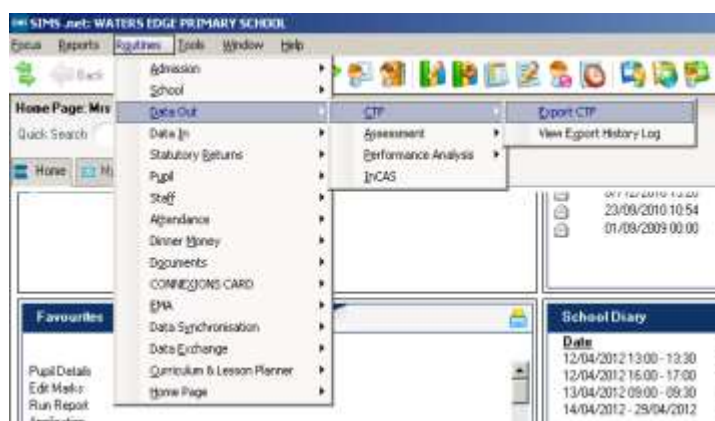 SIMS .net: WATERS EDGE PRIMARY SCHOOL
Focus Reports Routines Tools Window Help
Back
Home Page: Mrs
Quick Search
Home
Admission
School
Data Out
Data In
Statutory Returns
Pupil
Staff
Attendance
Dinner Money
Documents
CONNEXIONS CARD
EMA
Data Synchronisation
Data Exchange
Curriculum & Lesson Planner
Home Page
CTF
Assessment
Performance Analysis
InCAS
Export CTF
View Export History Log
23/09/2010 10:54
01/09/2009 00:00
Favourites
Pupil Details
Edit Marks
Run Report
School Diary
Date
12/04/2012 13:00 - 13:30
12/04/2012 16:00 - 17:00
13/04/2012 09:00 - 09:30
14/04/2012 - 29/04/2012